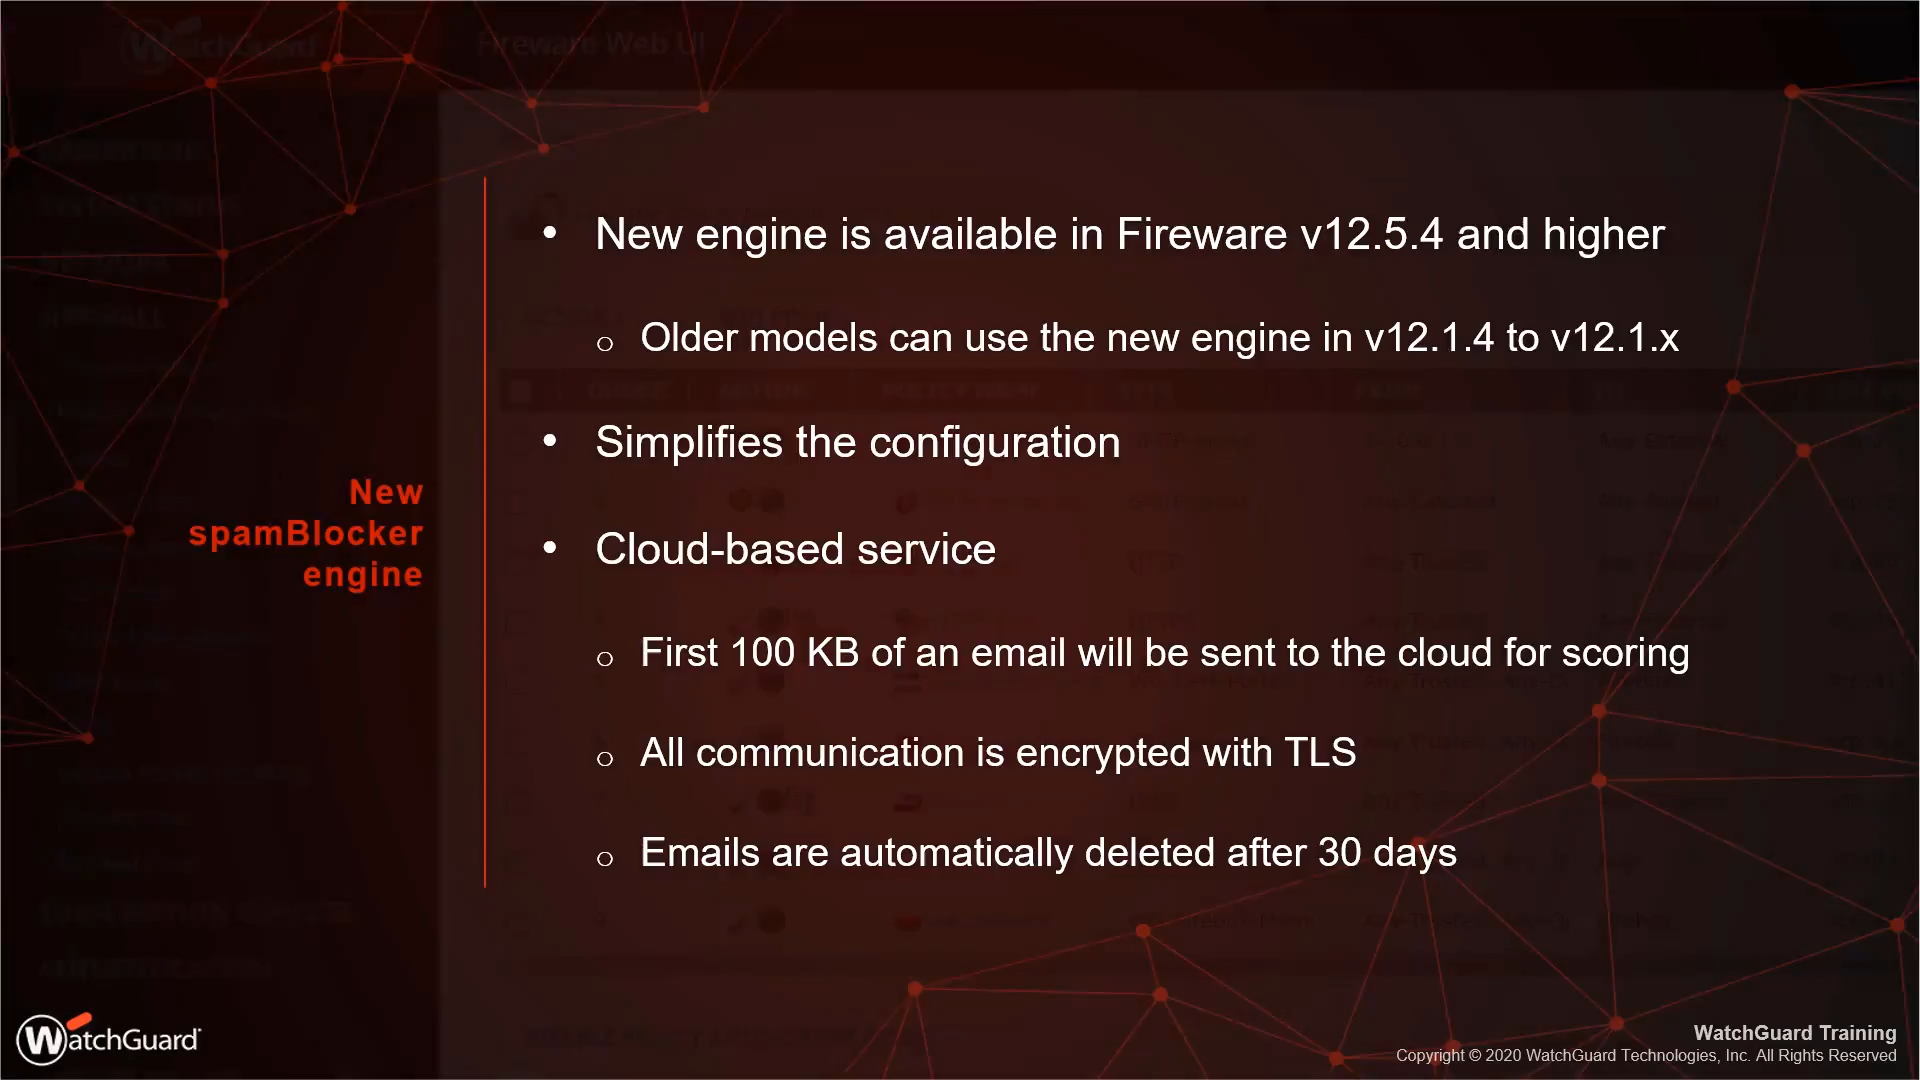 Fireware Web UI
New
spamBlocker
engine
• New engine is available in Fireware v12.5.4 and higher
o Older models can use the new engine in v12.1.4 to v12.1.x
• Simplifies the configuration
• Cloud-based service
o First 100 KB of an email will be sent to the cloud for scoring
o All communication is encrypted with TLS
o Emails are automatically deleted after 30 days
WatchGuard
WatchGuard Training
Copyright © 2020 WatchGuard Technologies, Inc. All Rights Reserved